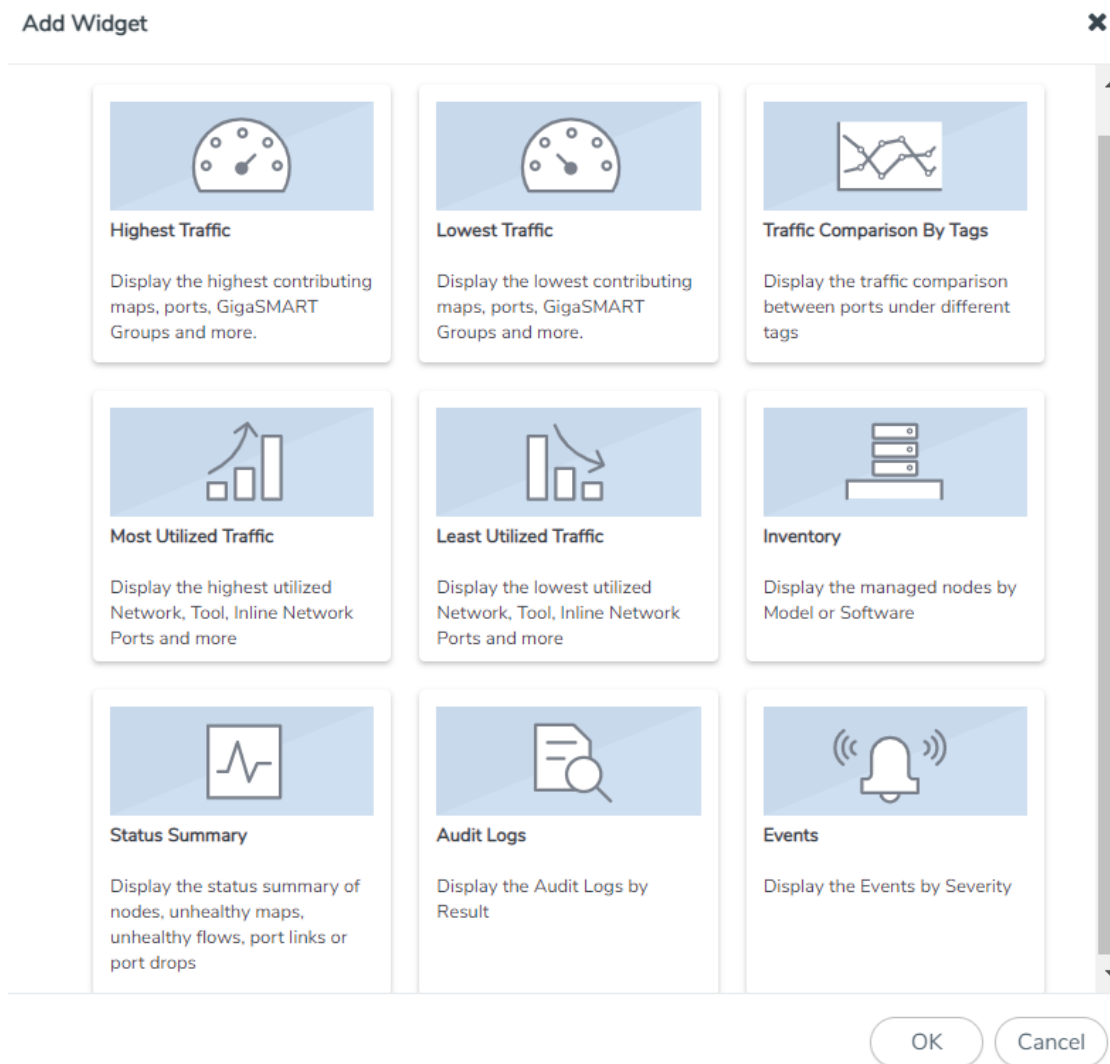 Add Widget
Highest Traffic
Display the highest contributing
maps, ports, GigaSMART
Groups and more.
Lowest Traffic
Display the lowest contributing
maps, ports, GigaSMART
Groups and more.
Traffic Comparison By Tags
Display the traffic comparison
between ports under different
tags
Most Utilized Traffic
Display the highest utilized
Network, Tool, Inline Network
Ports and more
Least Utilized Traffic
Display the lowest utilized
Network, Tool, Inline Network
Ports and more
Inventory
Display the managed nodes by
Model or Software
Status Summary
Display the status summary of
nodes, unhealthy maps,
unhealthy flows, port links or
port drops
Audit Logs
Display the Audit Logs by
Result
Events
Display the Events by Severity
OK
Cancel